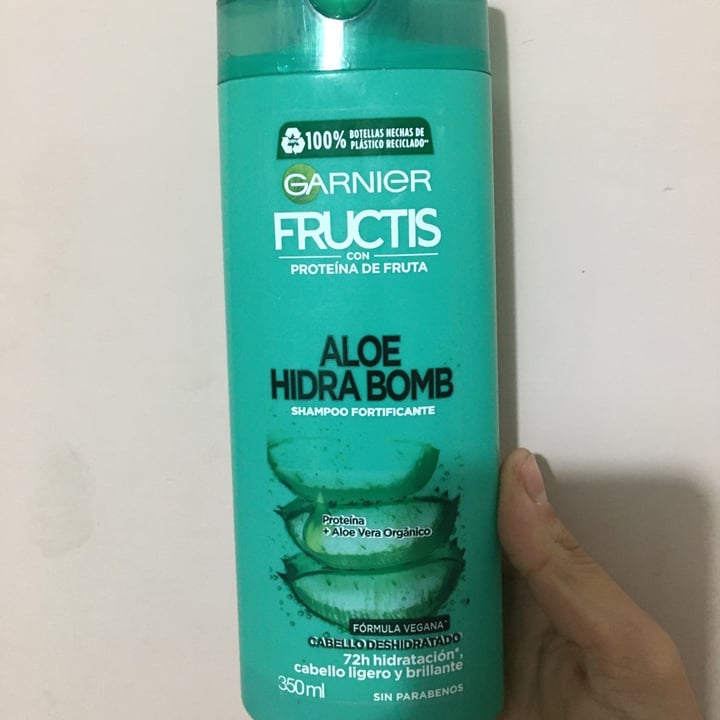 100% BOTELLAS HECHAS DE
PLÁSTICO RECICLADO**
GARNIER
FRUCTIS
CON
PROTEÍNA DE FRUTA
ALOE
HIDRA BOMB
SHAMPOO FORTIFICANTE
Proteína
+ Aloe Vera Orgánico
FÓRMULA VEGANA^
CABELLO DESHIDRATADO
72h hidratación*,
cabello ligero y brillante
350ml
SIN PARABENOS